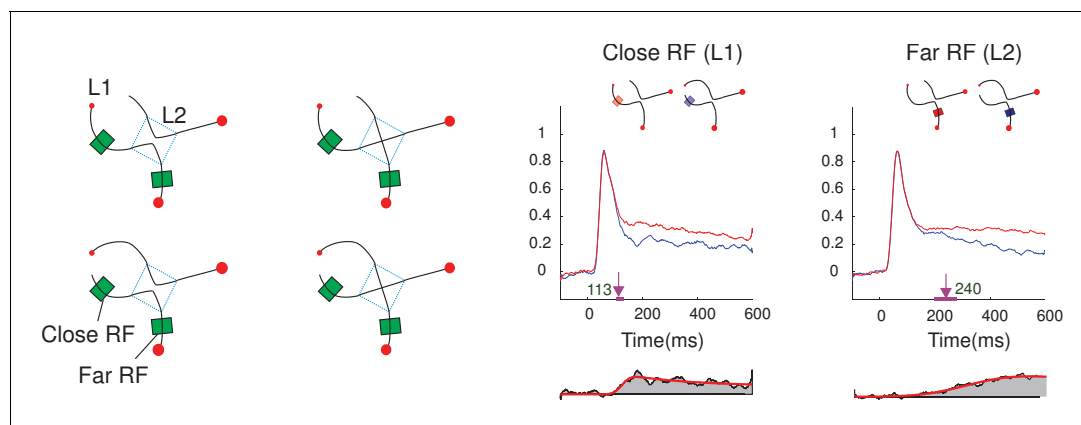 L1
L2
Close RF
Far RF
Close RF (L1)
Far RF (L2)
1
0.8
0.6
0.4
0.2
0
113
0 200 400 600
Time(ms)
1
0.8
0.6
0.4
0.2
0
240
0 200 400 600
Time(ms)